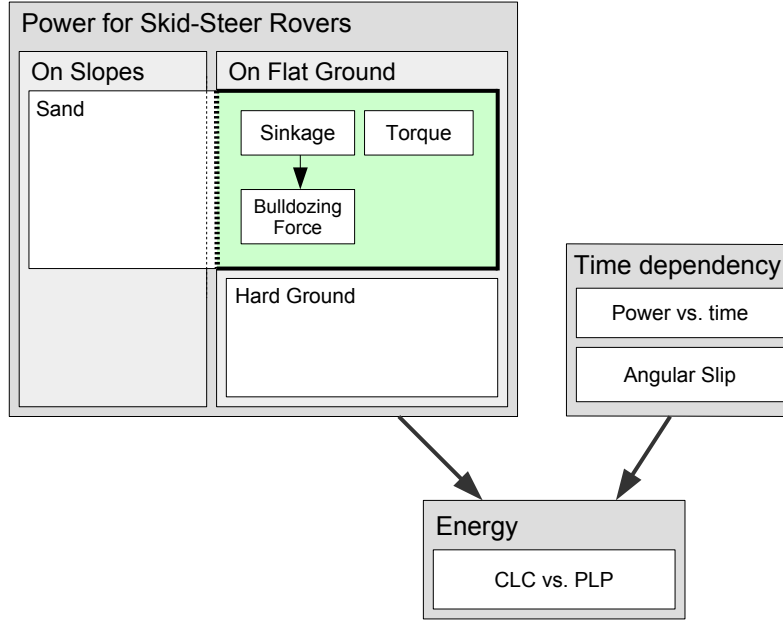 Power for Skid-Steer Rovers
On Slopes
On Flat Ground
Sand
Sinkage
Torque
Bulldozing
Force
Hard Ground
Time dependency
Power vs. time
Angular Slip
Energy
CLC vs. PLP